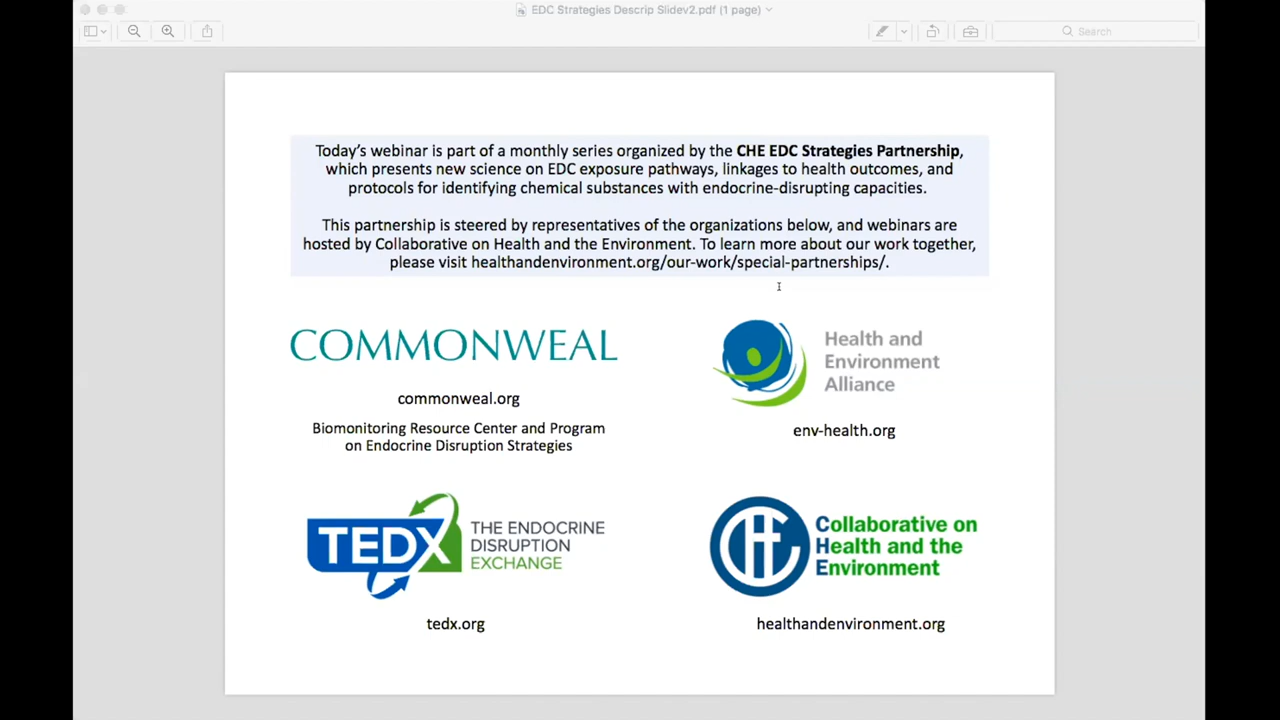 EDC Strategies Descrip Slidev2.pdf (1 page)
Search
Today's webinar is part of a monthly series organized by the CHE EDC Strategies Partnership,
which presents new science on EDC exposure pathways, linkages to health outcomes, and
protocols for identifying chemical substances with endocrine-disrupting capacities.
This partnership is steered by representatives of the organizations below, and webinars are
hosted by Collaborative on Health and the Environment. To learn more about our work together,
please visit healthandenvironment.org/our-work/special-partnerships/.
COMMONWEAL
commonweal.org
Biomonitoring Resource Center and Program
on Endocrine Disruption Strategies
Health and
Environment
Alliance
env-health.org
TEDX
THE ENDOCRINE
DISRUPTION
EXCHANGE
tedx.org
CHE
Collaborative on
Health and the
Environment
healthandenvironment.org